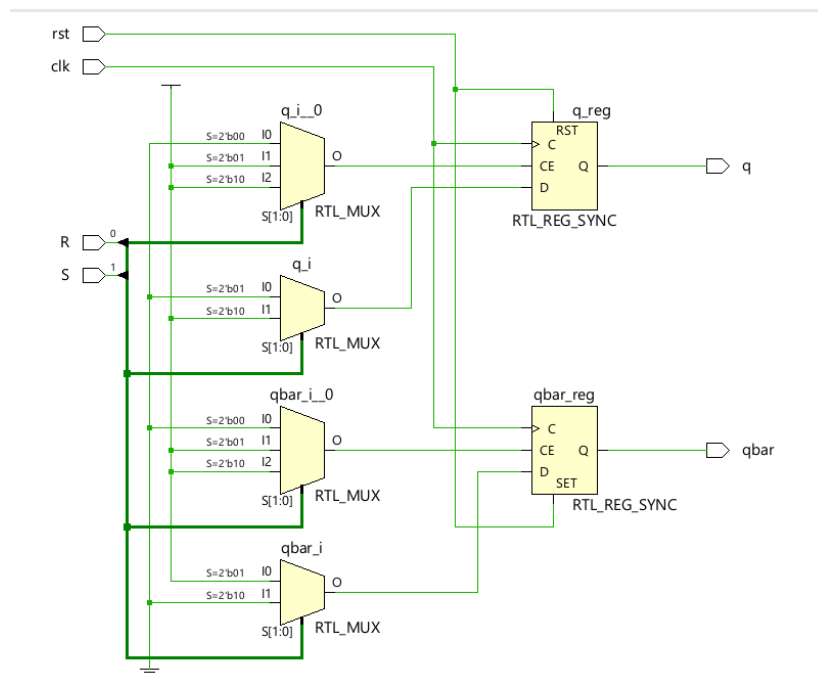 rst
clk
q_i__0
S=2'b00 I0
S=2'b01 I1
S=2'b10 I2
O
S[1:0]
RTL_MUX
q_reg
RST
C
CE
D
Q
RTL_REG_SYNC
q
R 0
S 1
q_i
S=2'b01 I0
S=2'b10 I1
O
S[1:0]
RTL_MUX
qbar_i__0
S=2'b00 I0
S=2'b01 I1
S=2'b10 I2
O
S[1:0]
RTL_MUX
qbar_reg
C
CE
D
Q
SET
RTL_REG_SYNC
qbar
qbar_i
S=2'b01 I0
S=2'b10 I1
O
S[1:0]
RTL_MUX